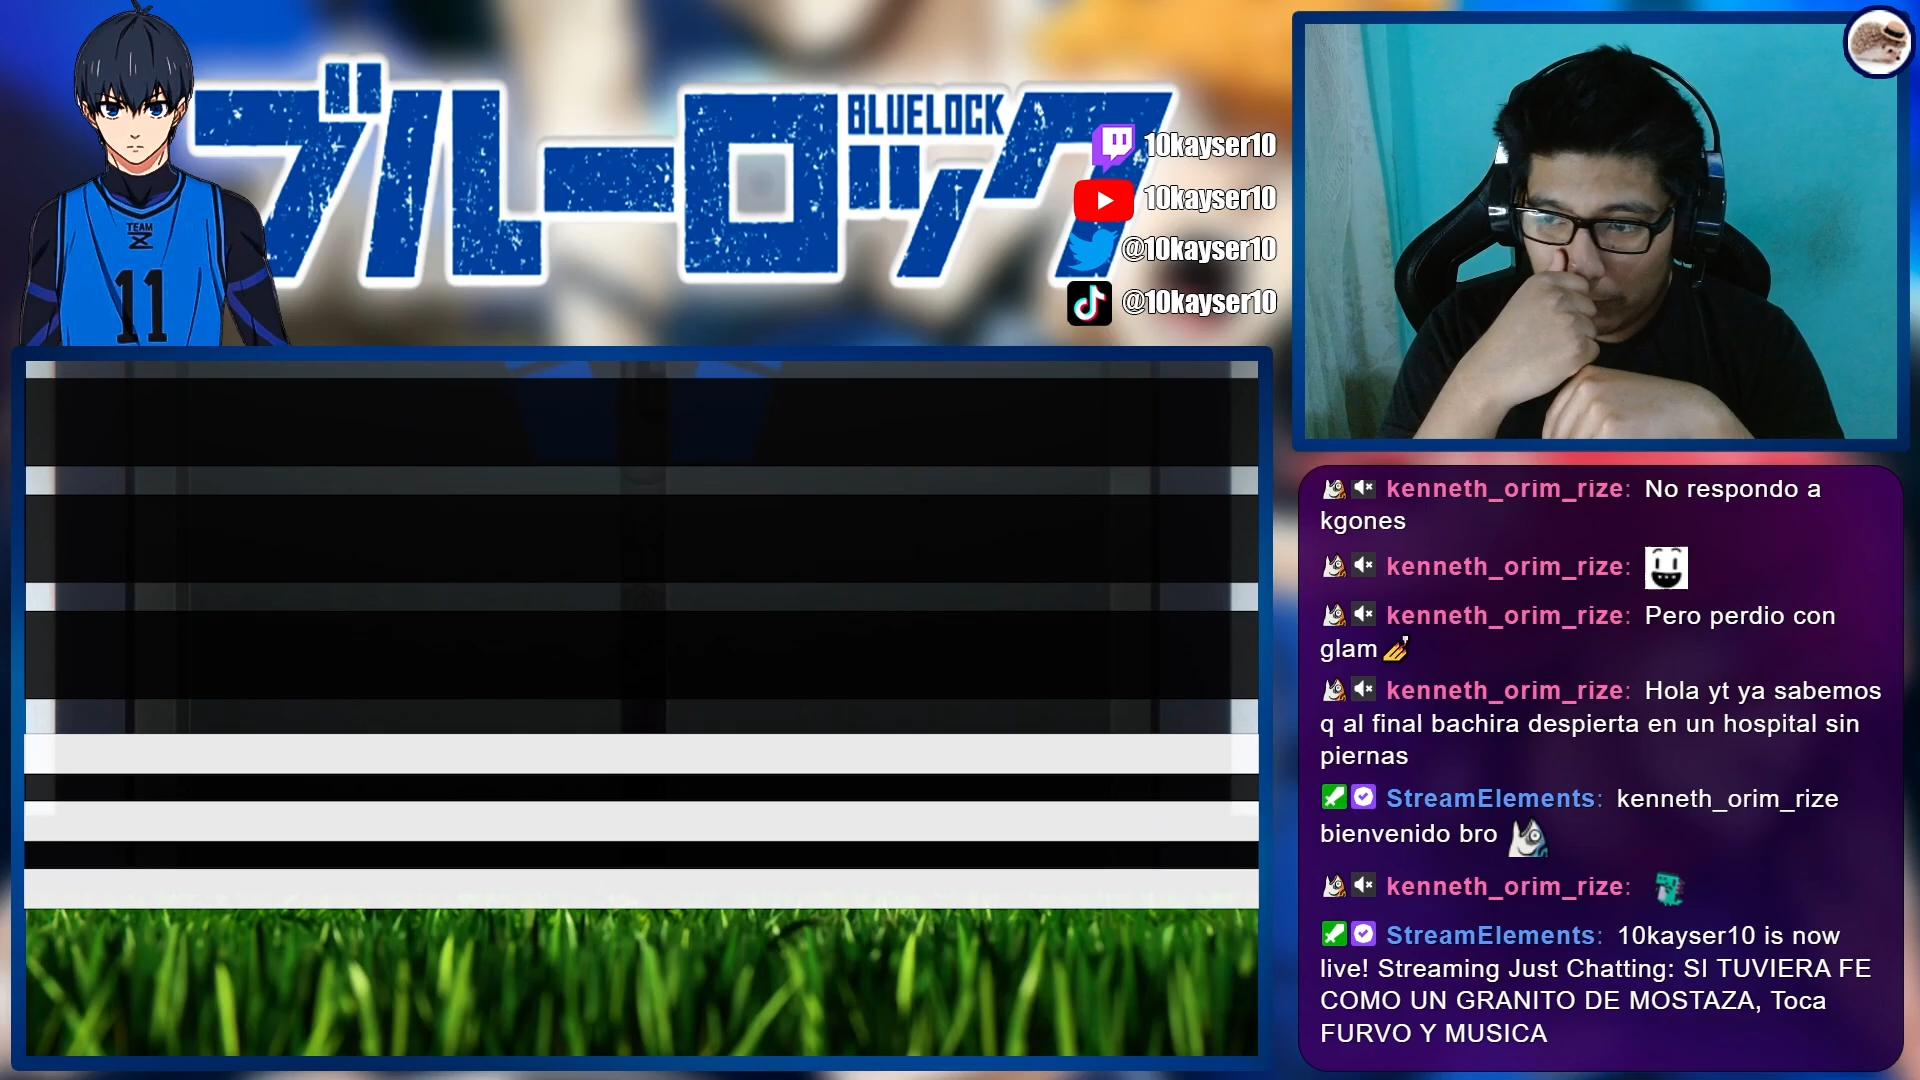 ブルーロック
BLUELOCK
TEAM
Z
11
10kayser10
10kayser10
@10kayser10
@10kayser10
kenneth_orim_rize: No respondo a
kgones
kenneth_orim_rize:
kenneth_orim_rize: Pero perdio con
glam
kenneth_orim_rize: Hola yt ya sabemos
q al final bachira despierta en un hospital sin
piernas
StreamElements: kenneth_orim_rize
bienvenido bro
kenneth_orim_rize:
StreamElements: 10kayser10 is now
live! Streaming Just Chatting: SI TUVIERA FE
COMO UN GRANITO DE MOSTAZA, Toca
FURVO Y MUSICA